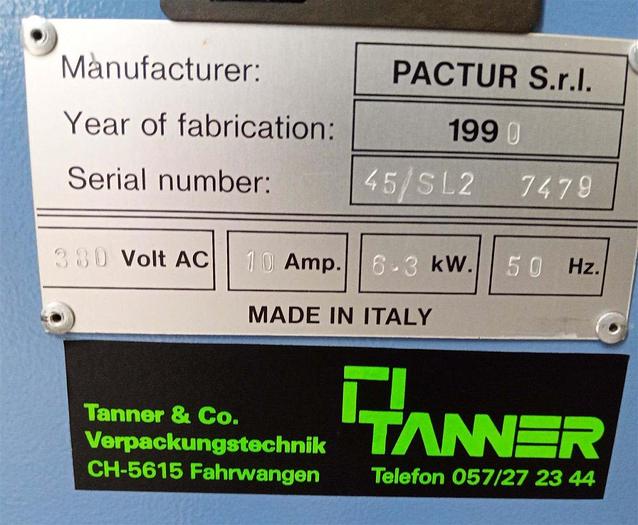 Manufacturer: PACTUR S.r.l.
Year of fabrication: 1990
Serial number: 45/SL2 7479
380 Volt AC 10 Amp. 6.3 kW. 50 Hz.
MADE IN ITALY
TANNER
Tanner & Co.
Verpackungstechnik
CH-5615 Fahrwangen
Telefon 057/27 23 44